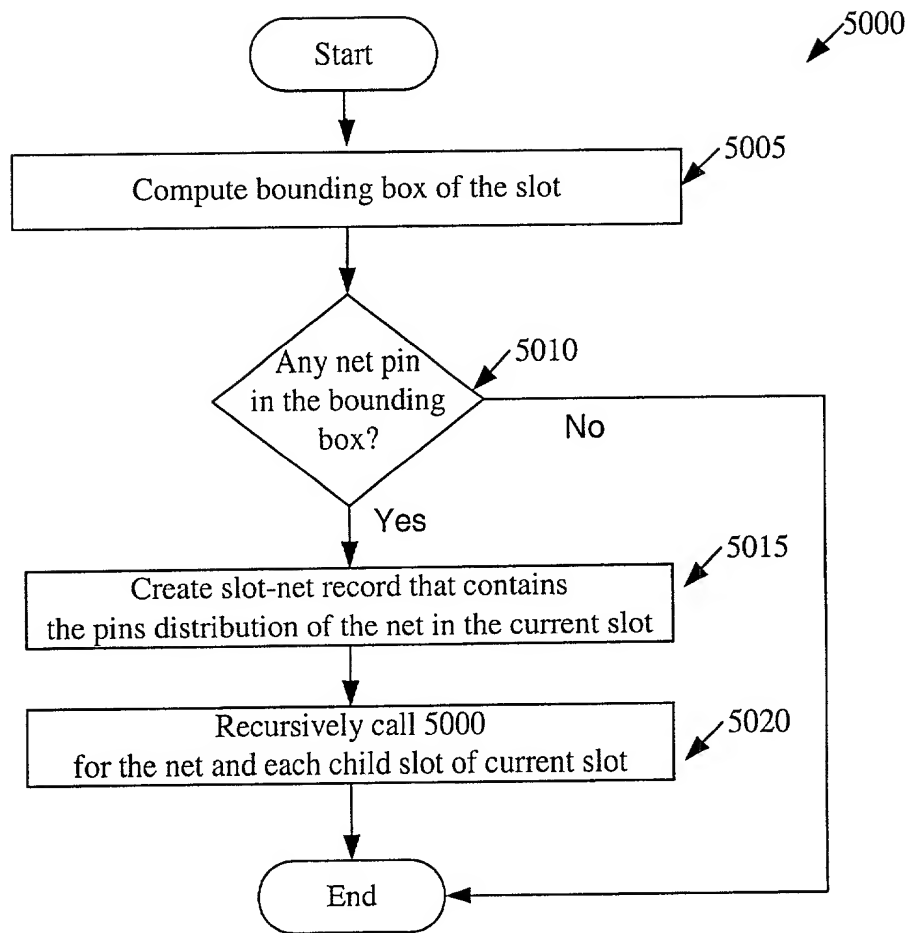 5000
Start
5005
Compute bounding box of the slot
5010
Any net pin
in the bounding
box?
No
Yes
5015
Create slot-net record that contains
the pins distribution of the net in the current slot
5020
Recursively call 5000
for the net and each child slot of current slot
End